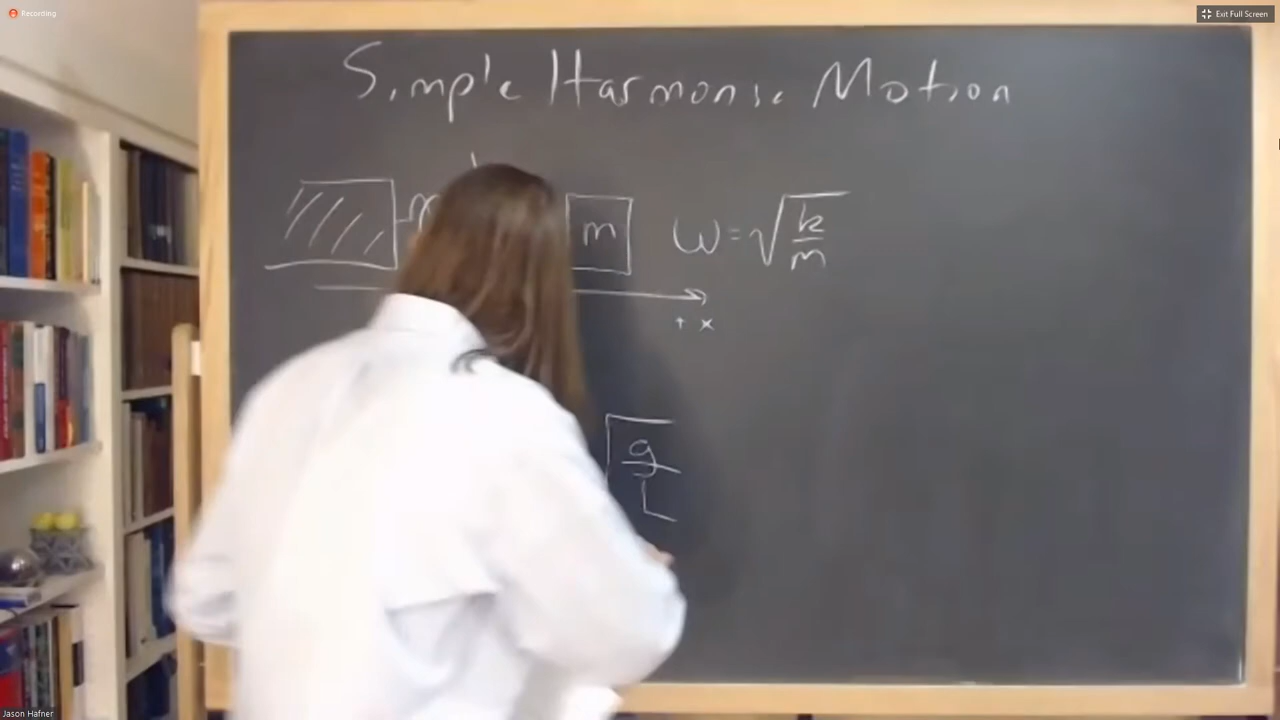 Recording
Exit Full Screen
Simple Harmonic Motion
m ω = √(k/m)
+ x
√(g/L)
Jason Hafner